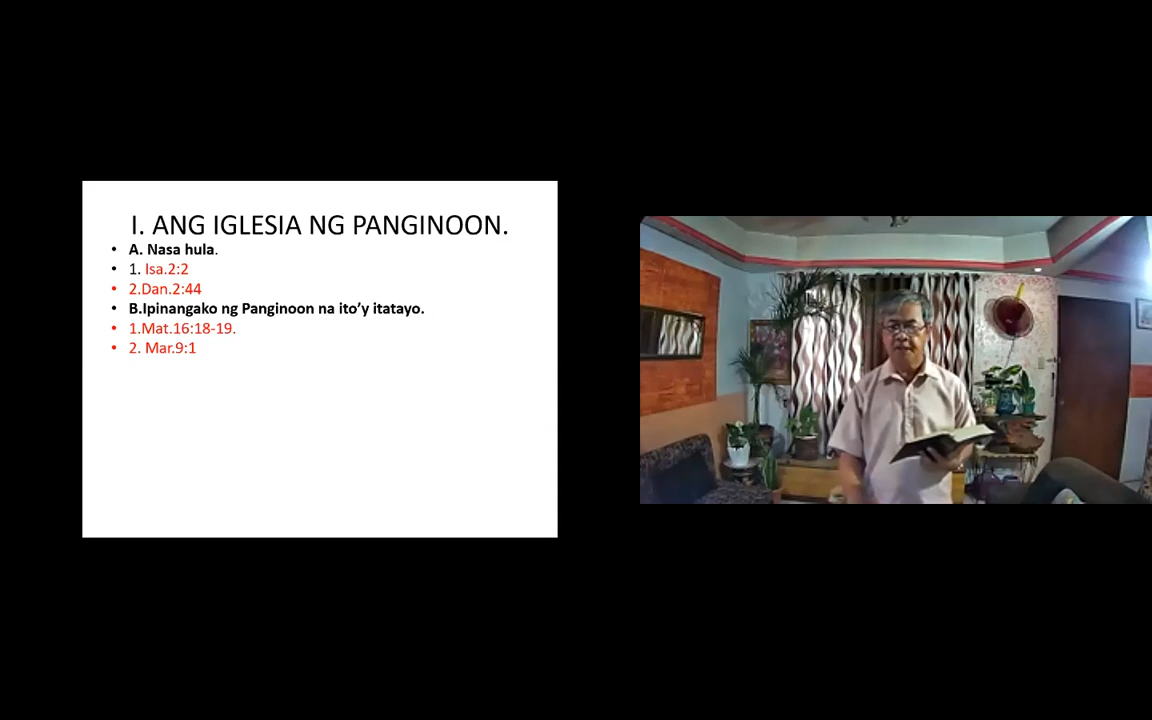 I. ANG IGLESIA NG PANGINOON.
• A. Nasa hula.
• 1. Isa.2:2
• 2.Dan.2:44
• B.Ipinangako ng Panginoon na ito’y itatayo.
• 1.Mat.16:18-19.
• 2. Mar.9:1